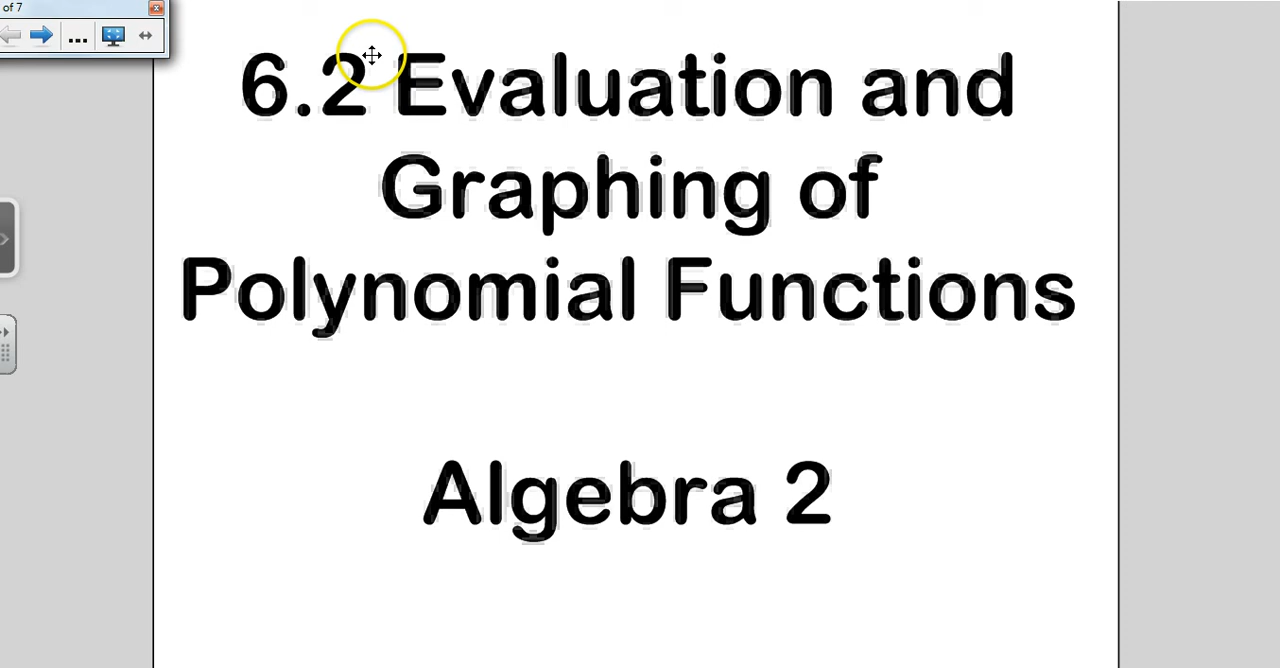 of 7
6.2 Evaluation and
Graphing of
Polynomial Functions
Algebra 2